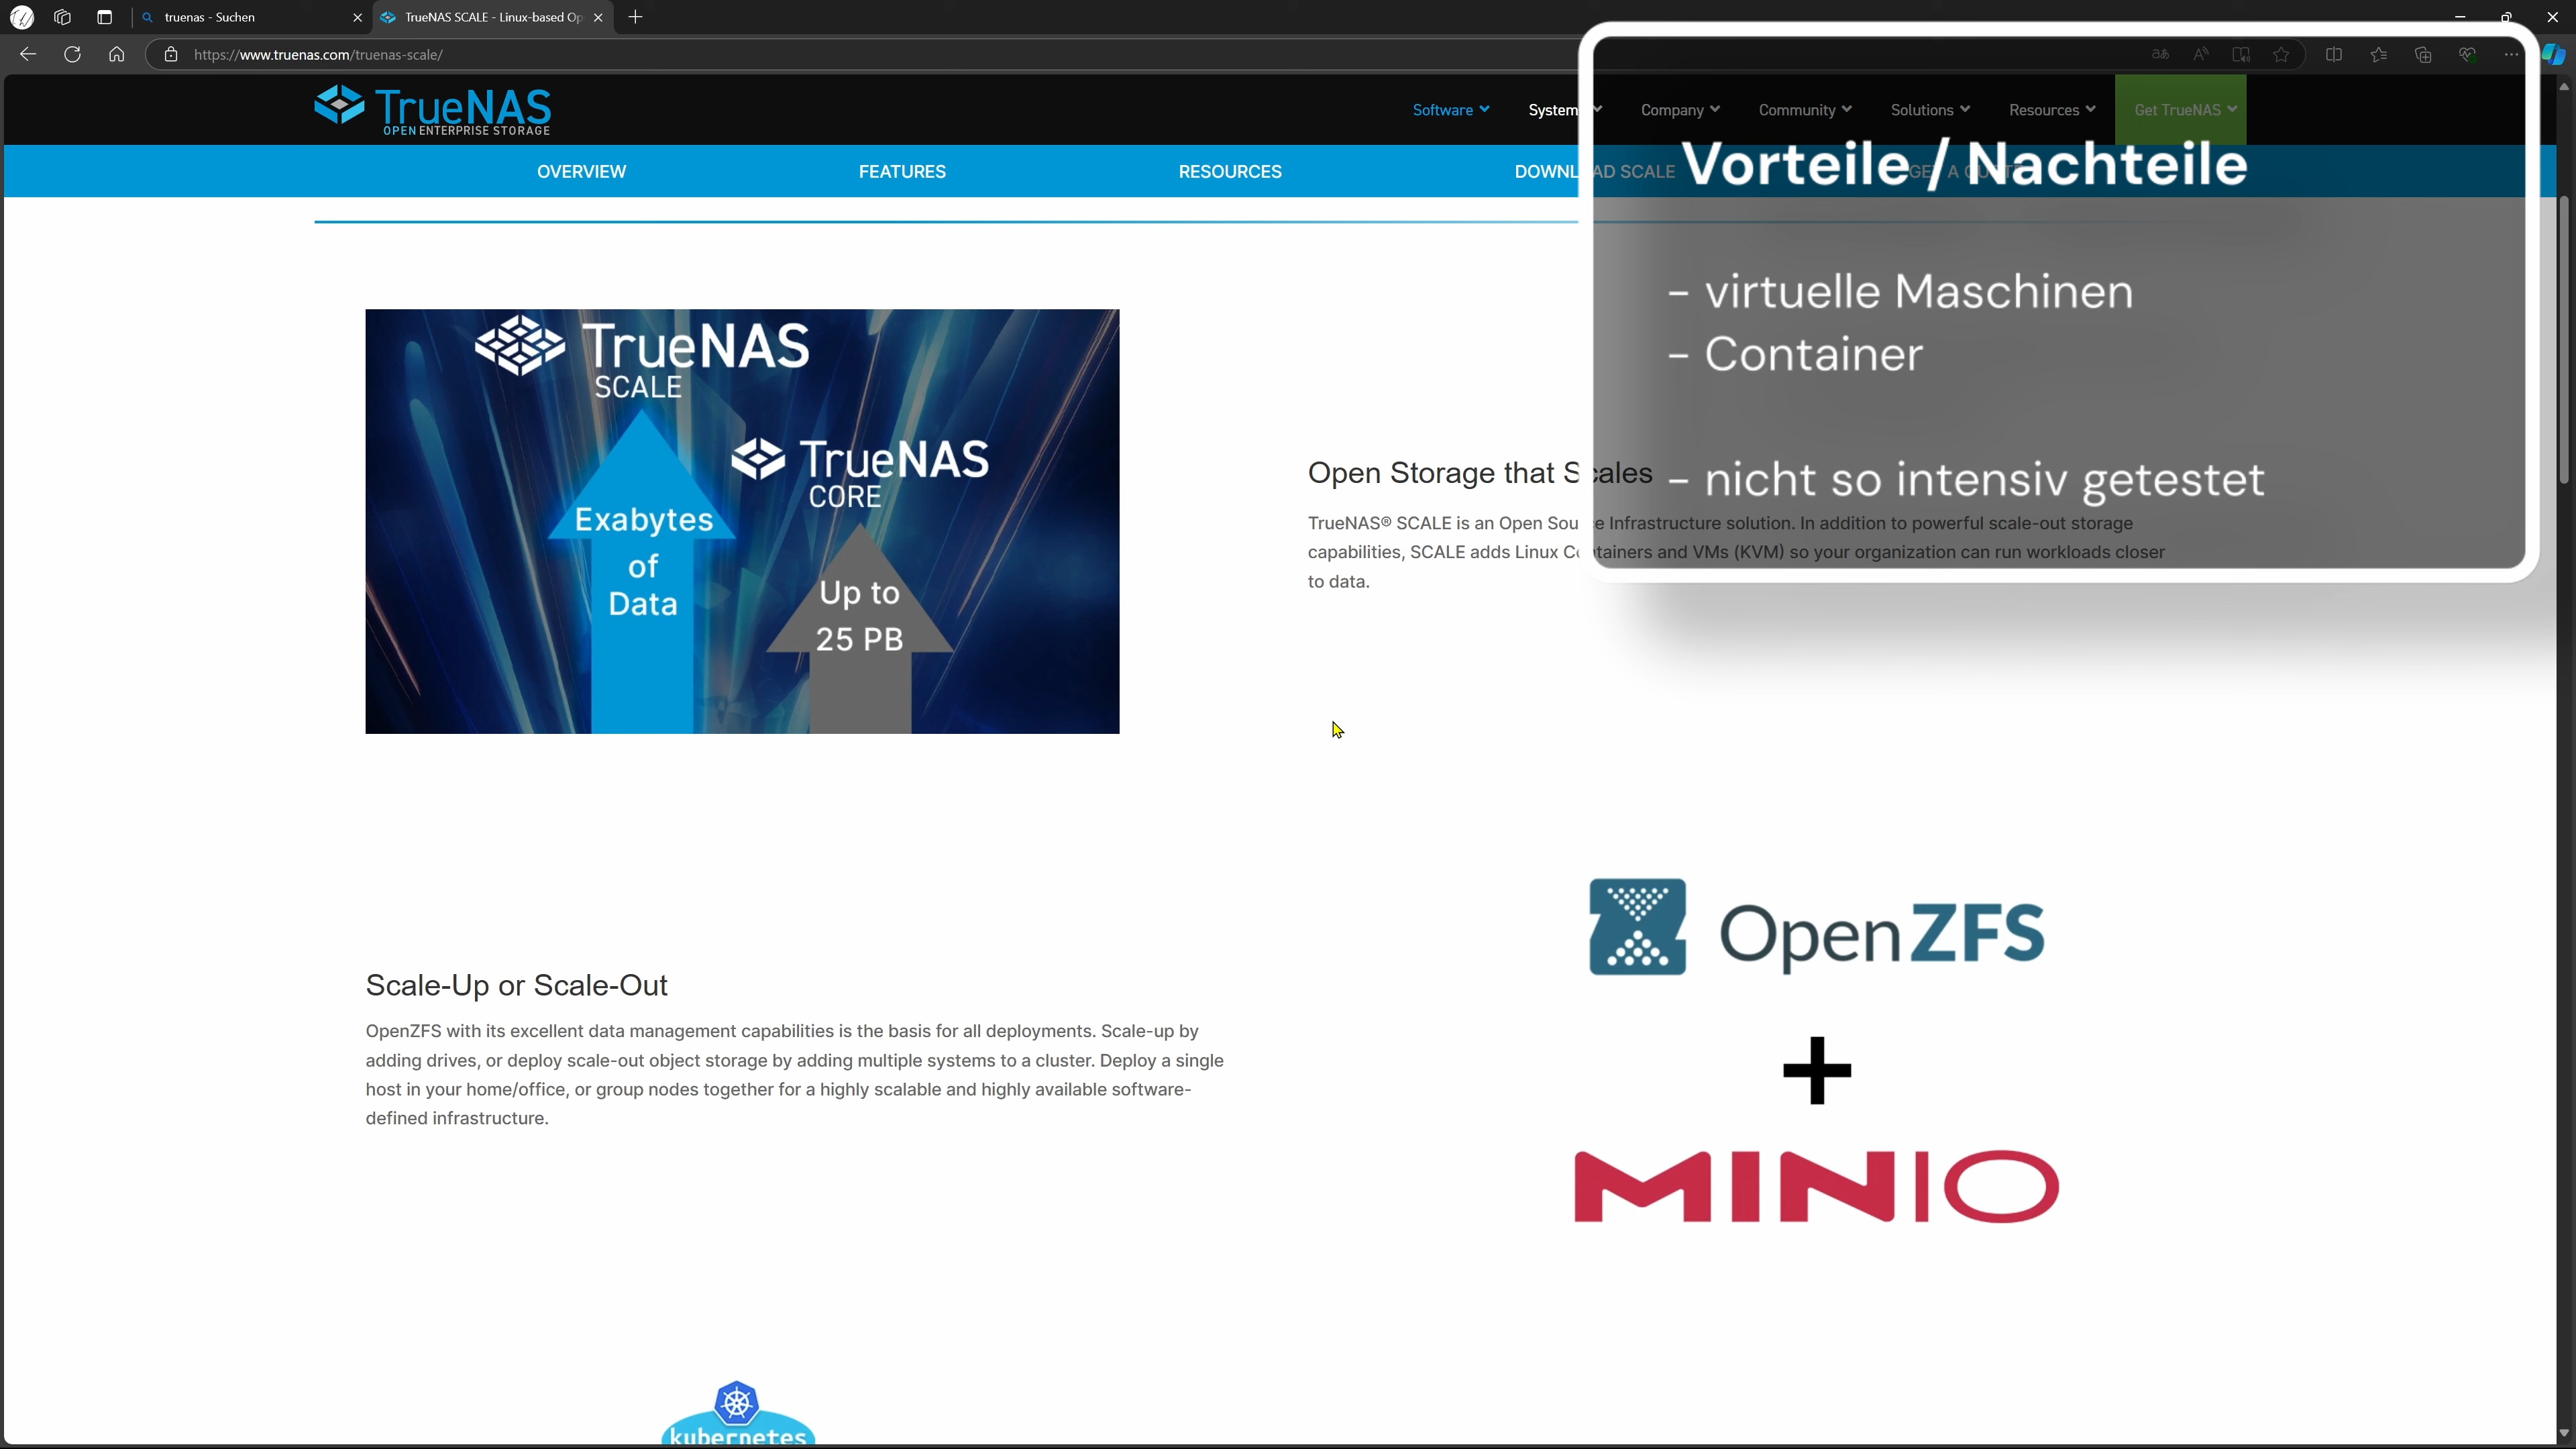 truenas - Suchen
TrueNAS SCALE - Linux-based Op
https://www.truenas.com/truenas-scale/
TrueNAS
OPEN ENTERPRISE STORAGE
Software
System
Company
Community
Solutions
Resources
Get TrueNAS
OVERVIEW
FEATURES
RESOURCES
DOWNLOAD SCALE
GET A
Vorteile / Nachteile
- virtuelle Maschinen
- Container
- nicht so intensiv getestet
TrueNAS
SCALE
TrueNAS
CORE
Exabytes
of
Data
Up to
25 PB
Open Storage that Scales
TrueNAS® SCALE is an Open Source Infrastructure solution. In addition to powerful scale-out storage
capabilities, SCALE adds Linux Containers and VMs (KVM) so your organization can run workloads closer
to data.
Scale-Up or Scale-Out
OpenZFS with its excellent data management capabilities is the basis for all deployments. Scale-up by
adding drives, or deploy scale-out object storage by adding multiple systems to a cluster. Deploy a single
host in your home/office, or group nodes together for a highly scalable and highly available software-
defined infrastructure.
OpenZFS
+
MINIO
kubernetes